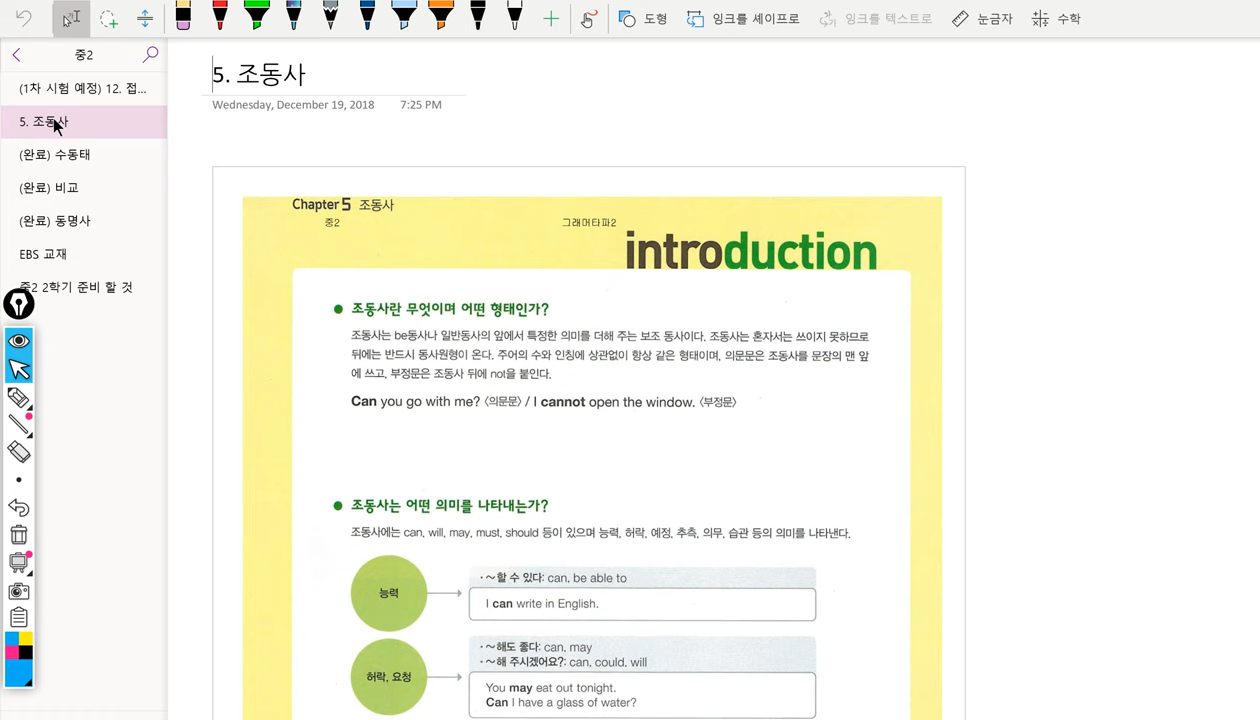 도형
잉크를 셰이프로
잉크를 텍스트로
눈금자
수학
중2
(1차 시험 예정) 12. 접...
5. 조동사
(완료) 수동태
(완료) 비교
(완료) 동명사
EBS 교재
중2 2학기 준비 할 것
5. 조동사
Wednesday, December 19, 2018 7:25 PM
Chapter 5 조동사
중2 그래머타파2
introduction
● 조동사란 무엇이며 어떤 형태인가?
조동사는 be동사나 일반동사의 앞에서 특정한 의미를 더해 주는 보조 동사이다. 조동사는 혼자서는 쓰이지 못하므로
뒤에는 반드시 동사원형이 온다. 주어의 수와 인칭에 상관없이 항상 같은 형태이며, 의문문은 조동사를 문장의 맨 앞
에 쓰고, 부정문은 조동사 뒤에 not을 붙인다.
Can you go with me? 〈의문문〉 / I cannot open the window. 〈부정문〉
● 조동사는 어떤 의미를 나타내는가?
조동사에는 can, will, may, must, should 등이 있으며 능력, 허락, 예정, 추측, 의무, 습관 등의 의미를 나타낸다.
능력
·~할 수 있다: can, be able to
I can write in English.
허락, 요청
·~해도 좋다: can, may
·~해 주시겠어요?: can, could, will
You may eat out tonight.
Can I have a glass of water?